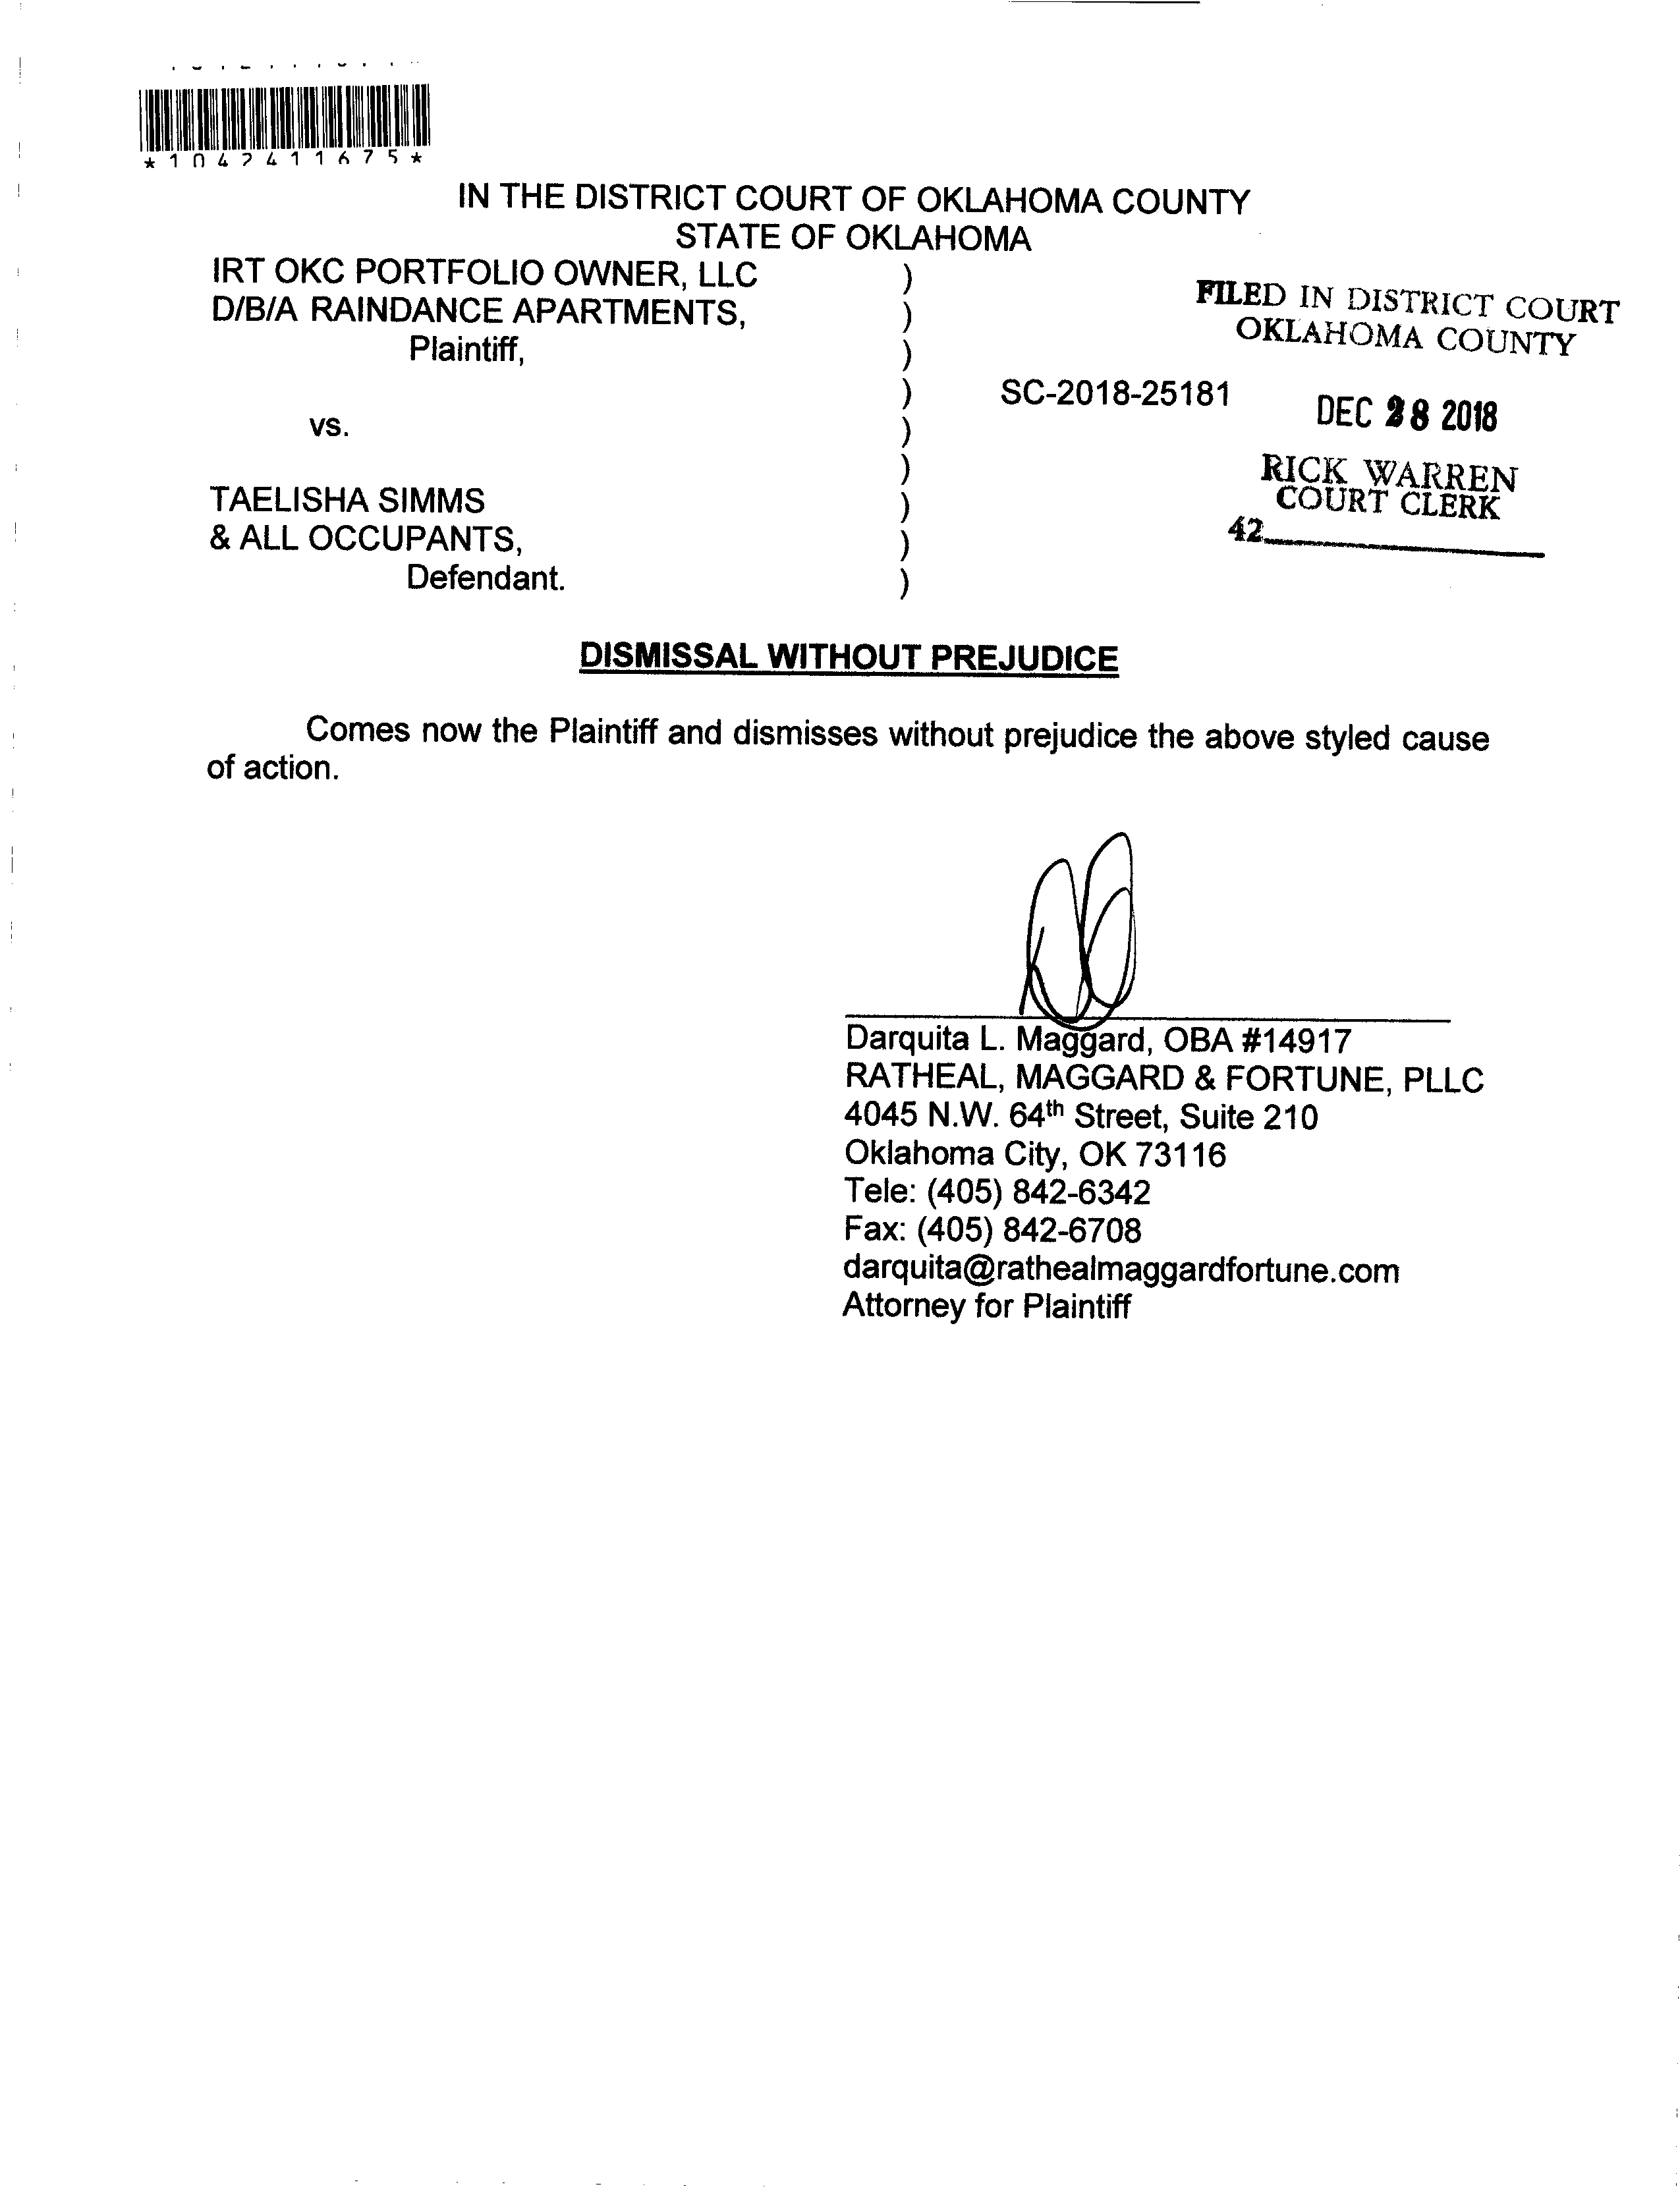 *1042411675*
IN THE DISTRICT COURT OF OKLAHOMA COUNTY
STATE OF OKLAHOMA
IRT OKC PORTFOLIO OWNER, LLC )
D/B/A RAINDANCE APARTMENTS, )
Plaintiff, )
) SC-2018-25181
vs. )
)
TAELISHA SIMMS )
& ALL OCCUPANTS, )
Defendant. )
FILED IN DISTRICT COURT
OKLAHOMA COUNTY
DEC 28 2018
RICK WARREN
COURT CLERK
42
DISMISSAL WITHOUT PREJUDICE
Comes now the Plaintiff and dismisses without prejudice the above styled cause
of action.
Darquita L. Maggard, OBA #14917
RATHEAL, MAGGARD & FORTUNE, PLLC
4045 N.W. 64th Street, Suite 210
Oklahoma City, OK 73116
Tele: (405) 842-6342
Fax: (405) 842-6708
darquita@rathealmaggardfortune.com
Attorney for Plaintiff